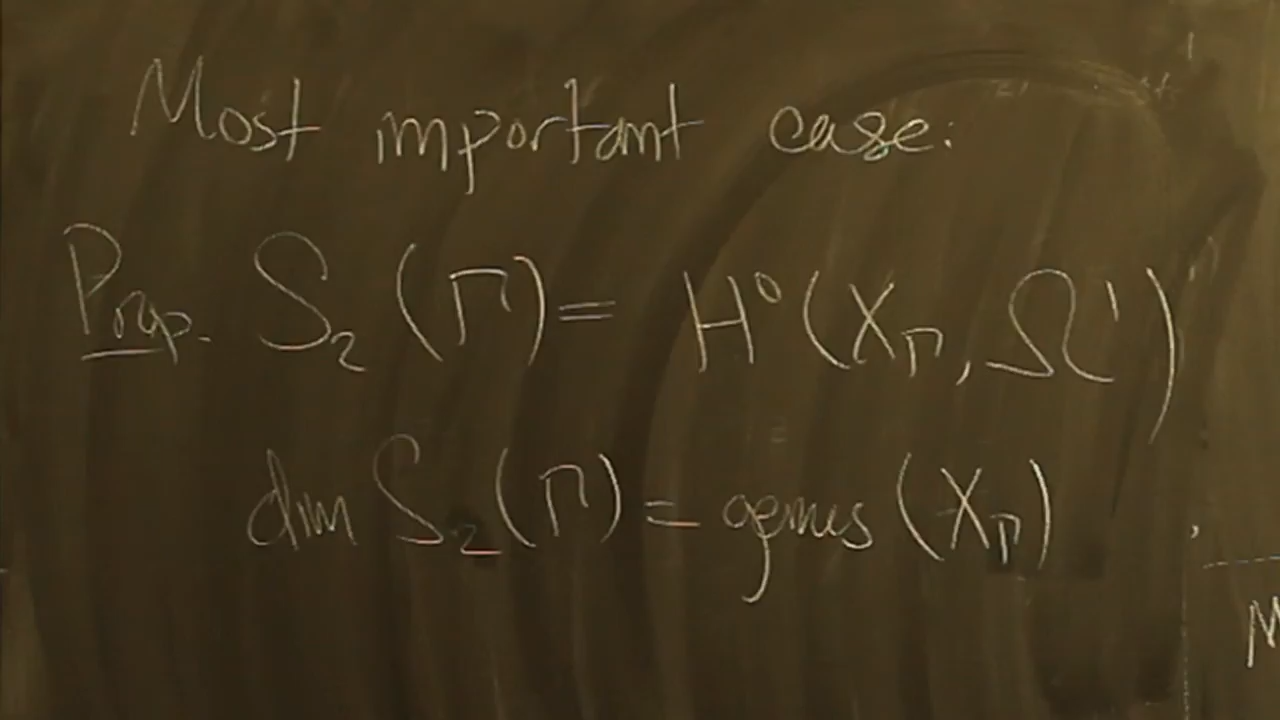 Most important case:
Prop. S₂(Γ) = H⁰(X_Γ, Ω¹)
dim S₂(Γ) = genus (X_Γ)
M